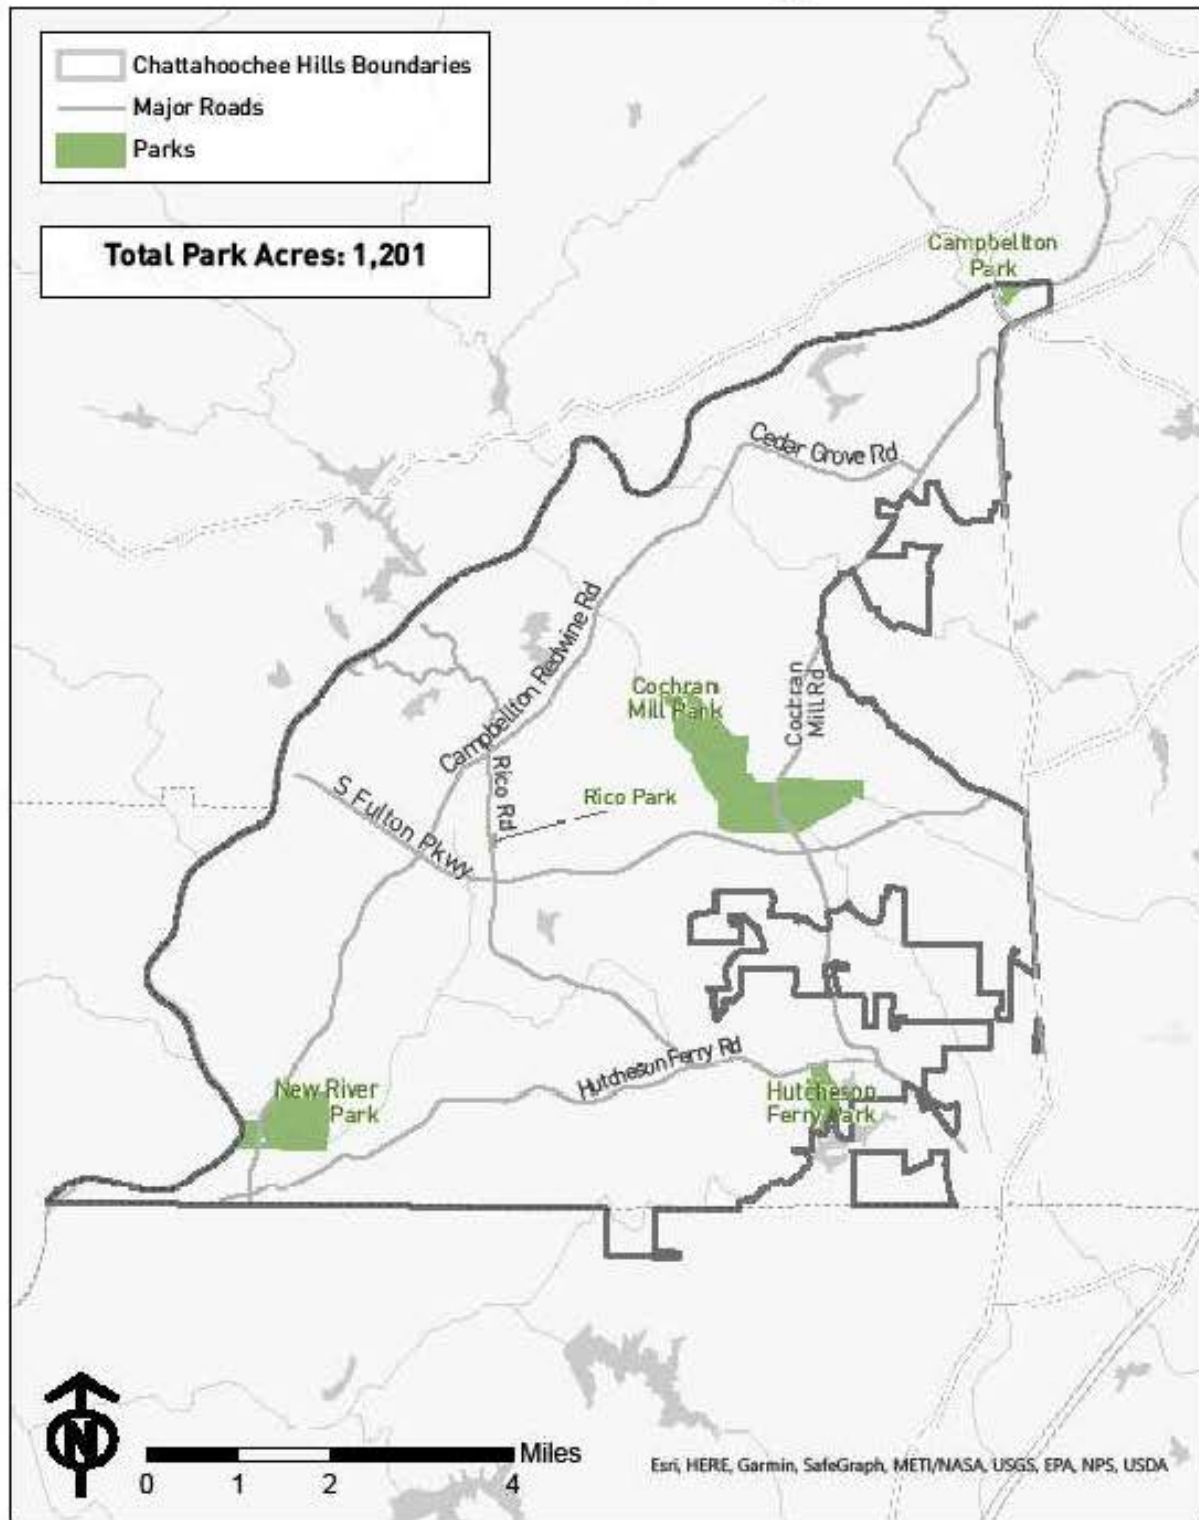 Chattahoochee Hills Boundaries
Major Roads
Parks
Total Park Acres: 1,201
Campbellton
Park
Cedar Grove Rd
Campbellton Redwine Rd
Cochran
Mill Park
Cochran
Mill Rd
Rico Rd
Rico Park
S Fulton Pkwy
Hutcheson Ferry Rd
New River
Park
Hutcheson
Ferry Park
N
Miles
0 1 2 4
Esri, HERE, Garmin, SafeGraph, METI/NASA, USGS, EPA, NPS, USDA